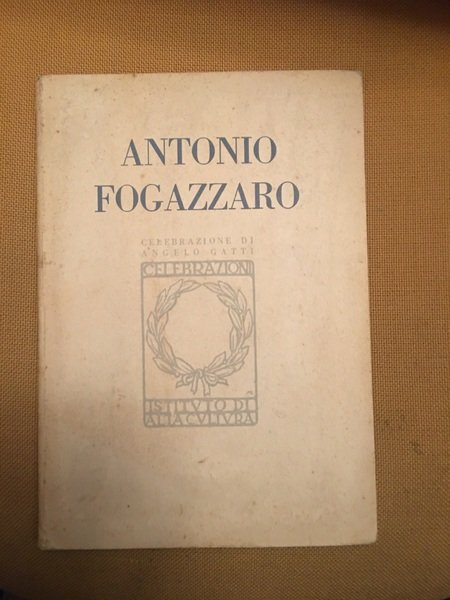 ANTONIO
FOGAZZARO
CELEBRAZIONE DI
ANGELO GATTI
CELEBRAZIONI
ISTITVTO DI
ALTA CVLTVRA